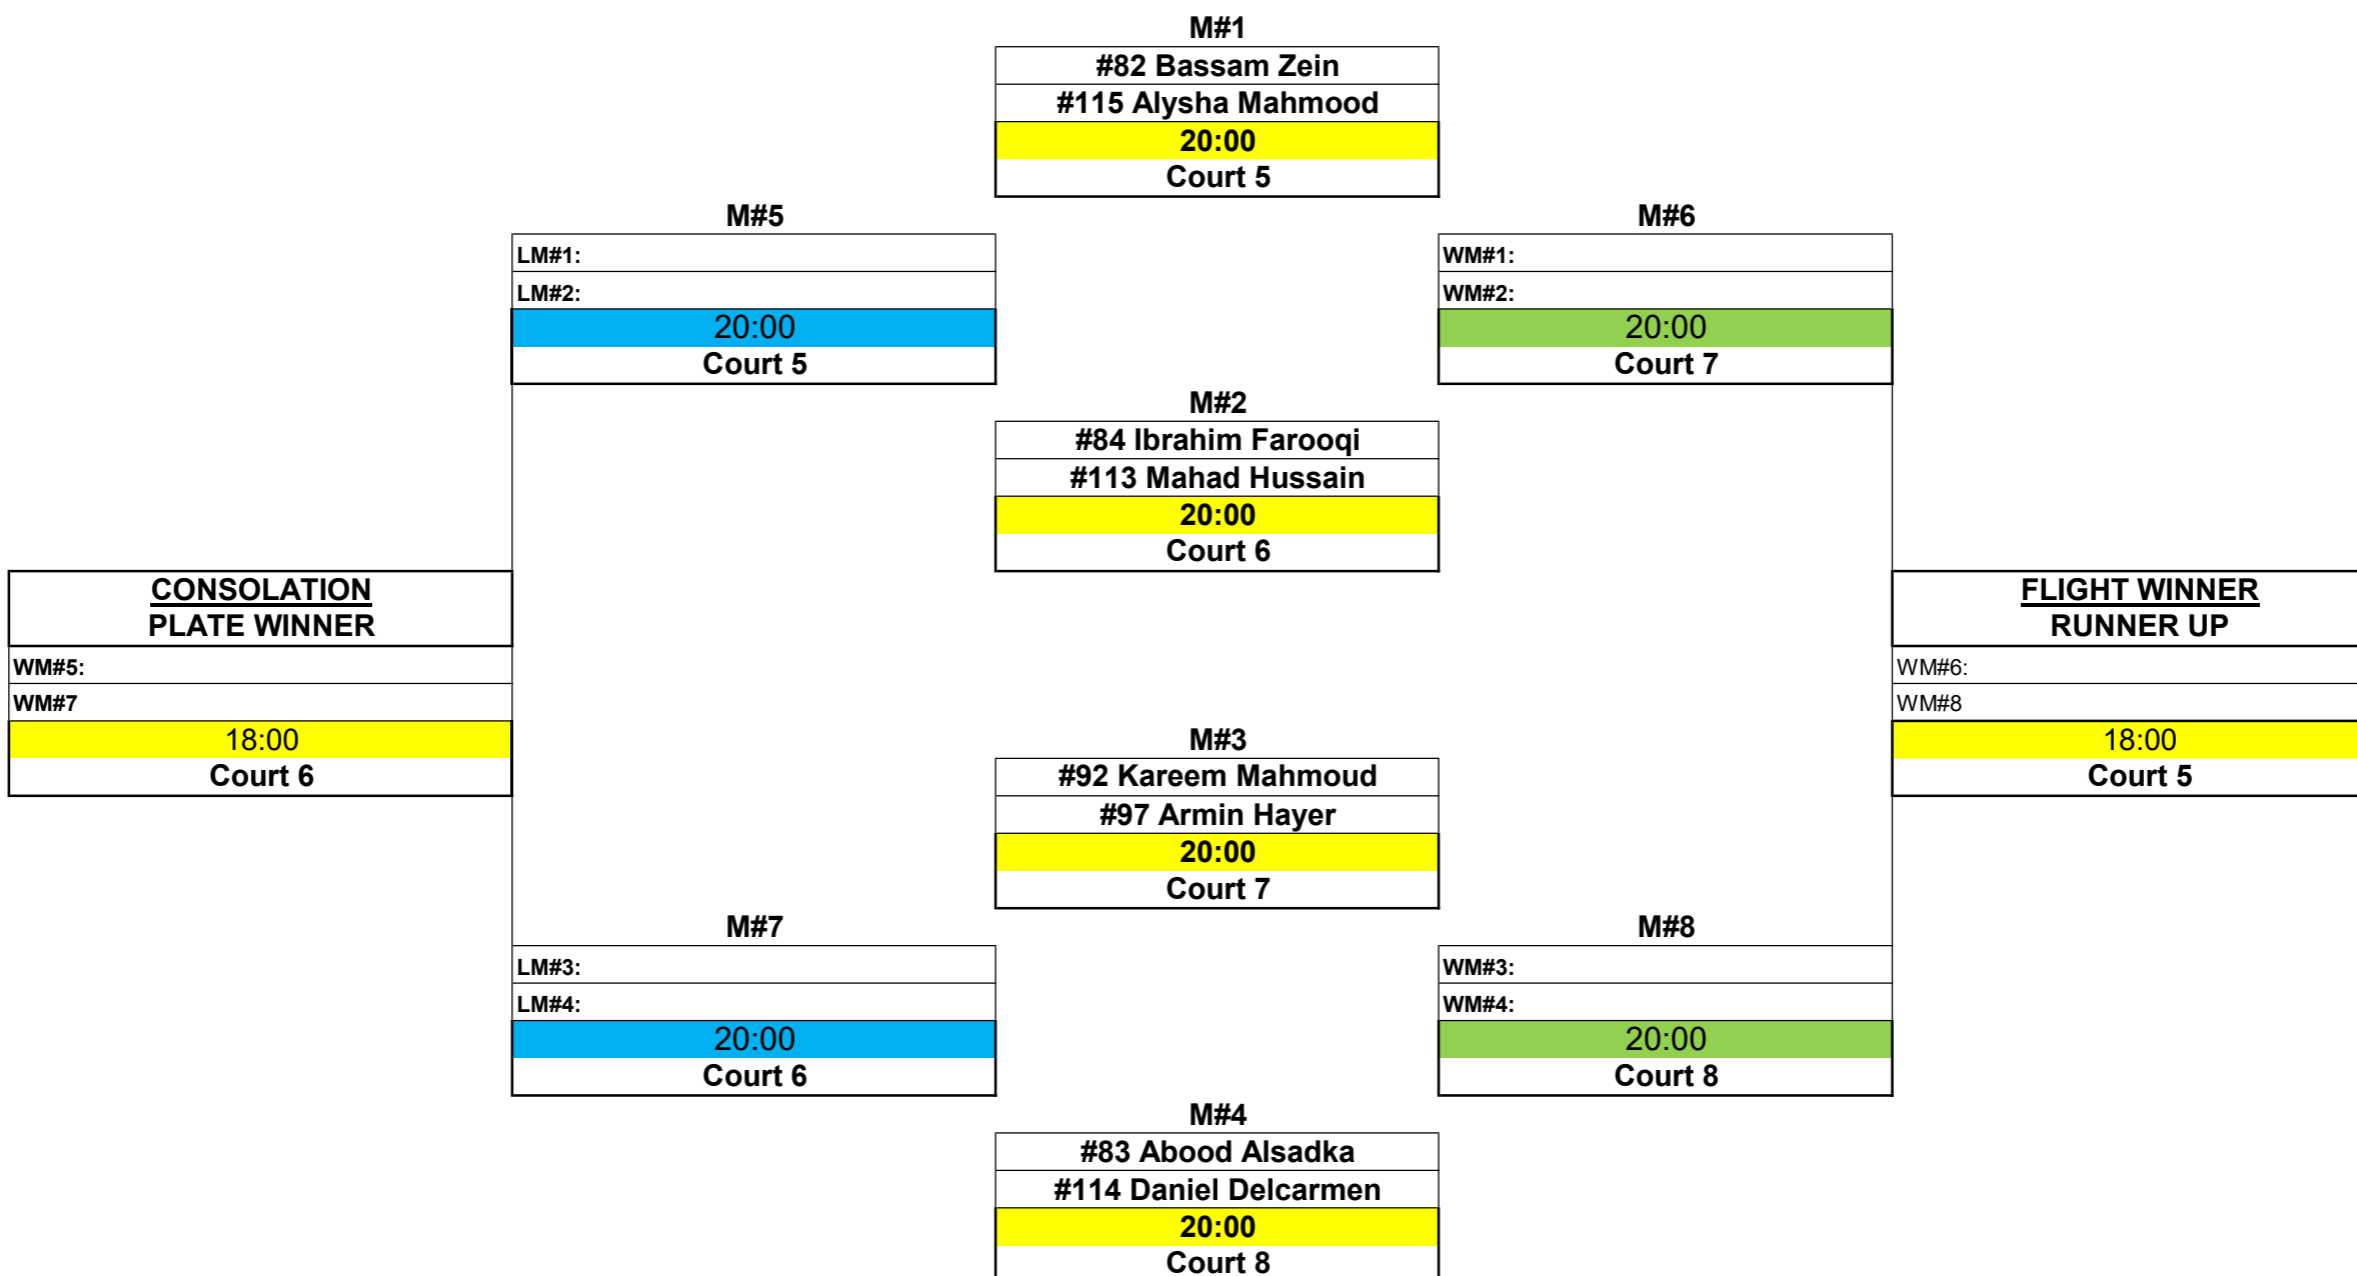 M#1
#82 Bassam Zein
#115 Alysha Mahmood
20:00
Court 5
M#5
LM#1:
LM#2:
20:00
Court 5
M#6
WM#1:
WM#2:
20:00
Court 7
M#2
#84 Ibrahim Farooqi
#113 Mahad Hussain
20:00
Court 6
CONSOLATION
PLATE WINNER
WM#5:
WM#7
18:00
Court 6
FLIGHT WINNER
RUNNER UP
WM#6:
WM#8
18:00
Court 5
M#3
#92 Kareem Mahmoud
#97 Armin Hayer
20:00
Court 7
M#7
LM#3:
LM#4:
20:00
Court 6
M#8
WM#3:
WM#4:
20:00
Court 8
M#4
#83 Abood Alsadka
#114 Daniel Delcarmen
20:00
Court 8